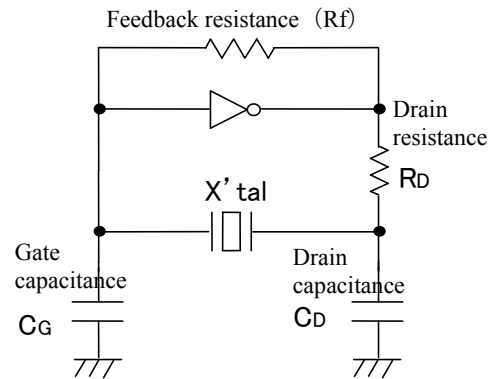 Feedback resistance （Rf）
Drain
resistance
RD
X’ tal
Gate
capacitance
CG
Drain
capacitance
CD